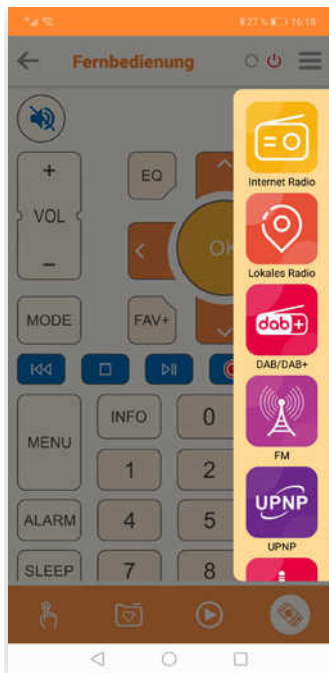 27 % 16:18
Fernbedienung
Internet Radio
+
EQ
VOL
<
OK
−
Lokales Radio
MODE
FAV+
dab+
DAB/DAB+
INFO
0
FM
MENU
1
2
UPNP
ALARM
4
5
UPNP
SLEEP
7
8